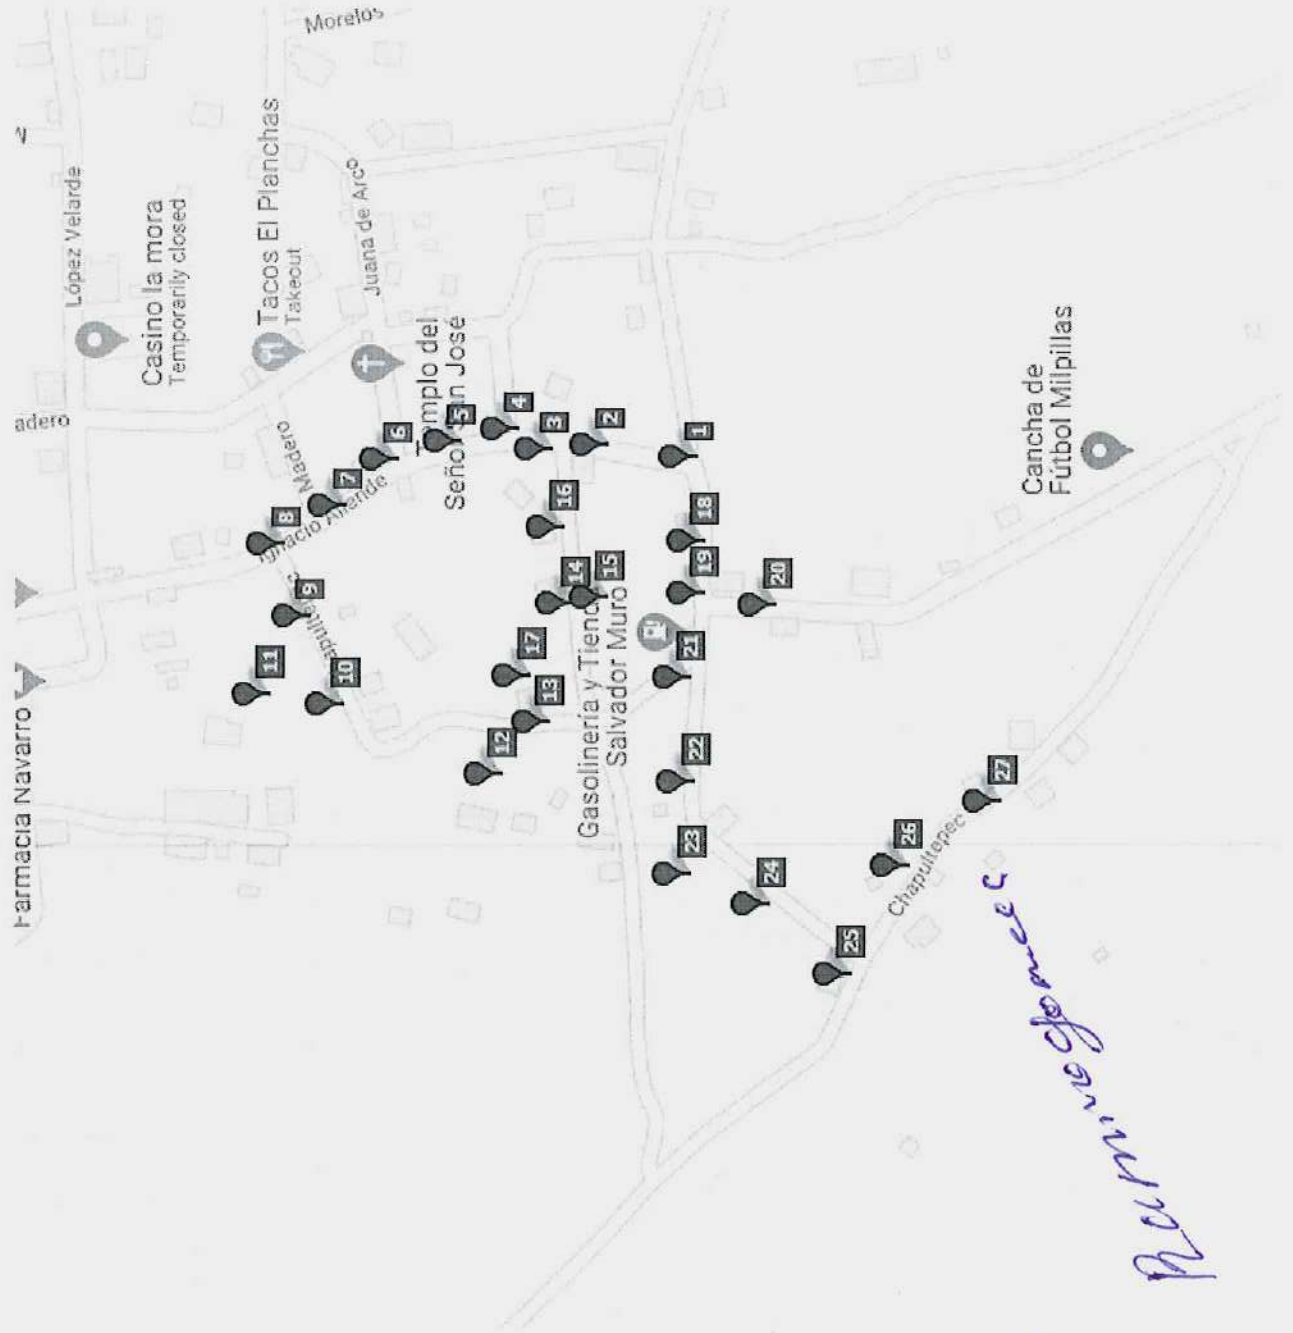 Morelos
López Velarde
Casino la mora
Temporarily closed
Tacos El Planchas
Takeout
Juana de Arco
adero
Madero
Ignacio Allende
Templo del
Señor San José
Farmacia Navarro
Gasolinería y Tiend
Salvador Muro
Cancha de
Fútbol Milpillas
Chapultepec
1
2
3
4
5
6
7
8
9
10
11
12
13
14
15
16
17
18
19
20
21
22
23
24
25
26
27